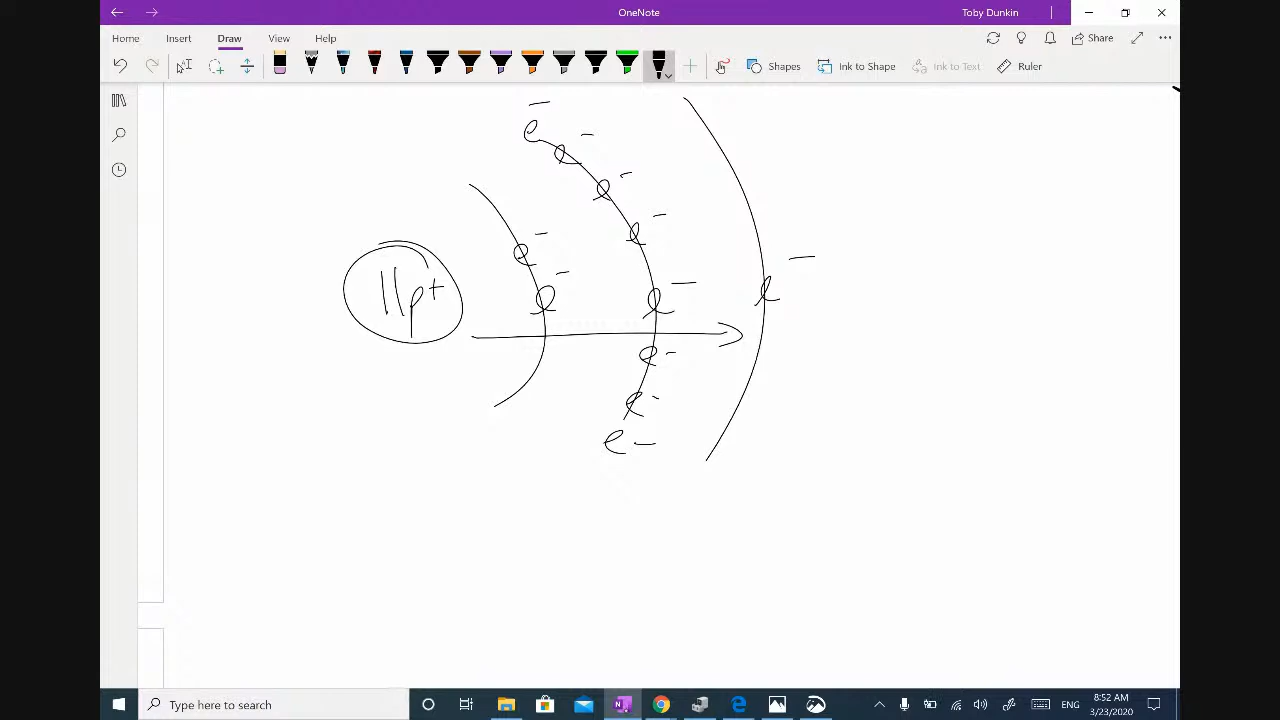 OneNote
Toby Dunkin
Home Insert Draw View Help
Share
Shapes
Ink to Shape
Ink to Text
Ruler
e-
e-
e-
e-
e-
e-
11p+
e-
e-
e-
e-
e-
e-
Type here to search
ENG
8:52 AM
3/23/2020